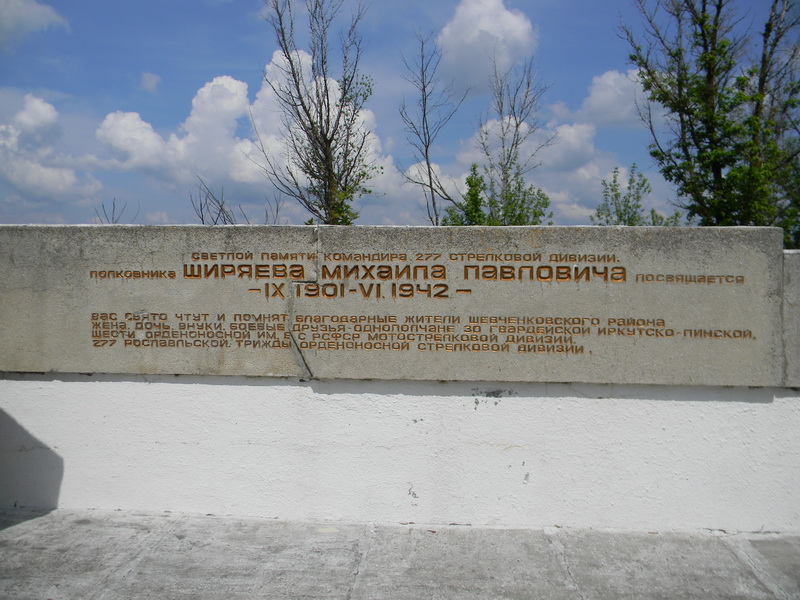 СВЕТЛОЙ ПАМЯТИ КОМАНДИРА 277 СТРЕЛКОВОЙ ДИВИЗИИ.
ПОЛКОВНИКА ШИРЯЕВА МИХАИЛА ПАВЛОВИЧА ПОСВЯЩАЕТСЯ
– IX 1901 - VI. 1942 –
ВАС СВЯТО ЧТУТ И ПОМНЯТ БЛАГОДАРНЫЕ ЖИТЕЛИ ШЕВЧЕНКОВСКОГО РАЙОНА
ЖЕНА, ДОЧЬ, ВНУКИ, БОЕВЫЕ ДРУЗЬЯ-ОДНОПОЛЧАНЕ 30 ГВАРДЕЙСКОЙ ИРКУТСКО-ПИНСКОЙ,
ШЕСТИ ОРДЕНОНОСНОЙ ИМ. В С РСФСР МОТОСТРЕЛКОВОЙ ДИВИЗИИ,
277 РОСЛАВЛЬСКОЙ, ТРИЖДЫ ОРДЕНОНОСНОЙ СТРЕЛКОВОЙ ДИВИЗИИ.